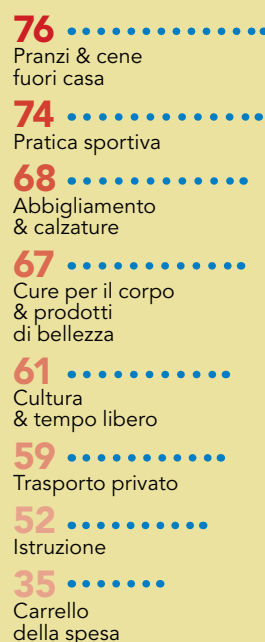 76
Pranzi & cene
fuori casa
74
Pratica sportiva
68
Abbigliamento
& calzature
67
Cure per il corpo
& prodotti
di bellezza
61
Cultura
& tempo libero
59
Trasporto privato
52
Istruzione
35
Carrello
della spesa